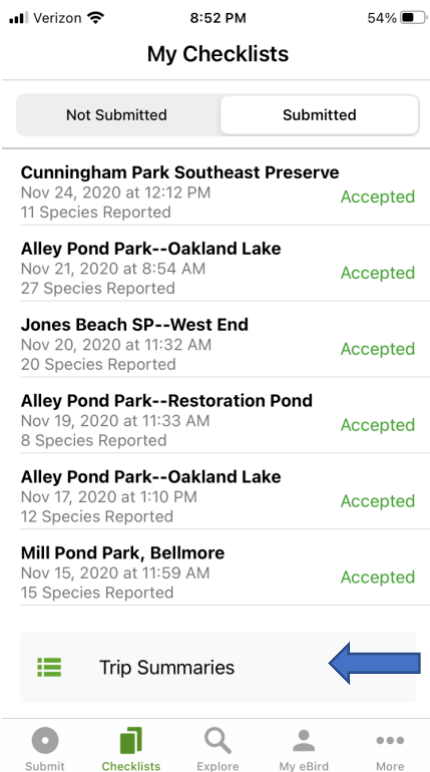 Verizon 8:52 PM 54%
My Checklists
Not Submitted Submitted
Cunningham Park Southeast Preserve
Nov 24, 2020 at 12:12 PM Accepted
11 Species Reported
Alley Pond Park--Oakland Lake
Nov 21, 2020 at 8:54 AM Accepted
27 Species Reported
Jones Beach SP--West End
Nov 20, 2020 at 11:32 AM Accepted
20 Species Reported
Alley Pond Park--Restoration Pond
Nov 19, 2020 at 11:33 AM Accepted
8 Species Reported
Alley Pond Park--Oakland Lake
Nov 17, 2020 at 1:10 PM Accepted
12 Species Reported
Mill Pond Park, Bellmore
Nov 15, 2020 at 11:59 AM Accepted
15 Species Reported
Trip Summaries
Submit Checklists Explore My eBird More